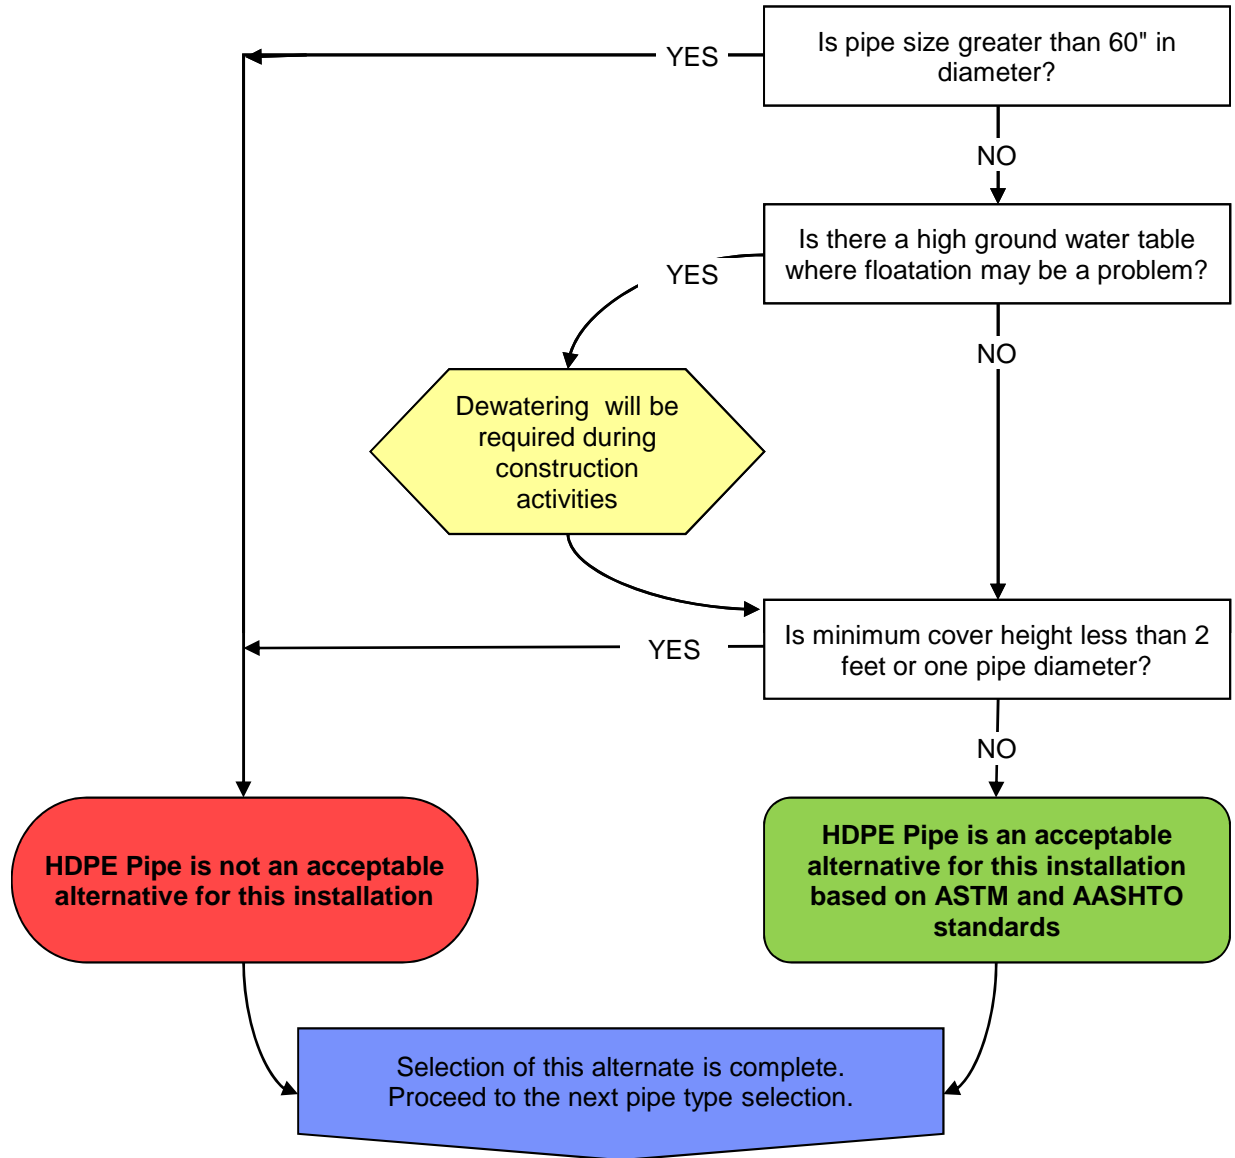 Is pipe size greater than 60" in
diameter?
YES
NO
Is there a high ground water table
where floatation may be a problem?
YES
NO
Dewatering  will be
required during
construction
activities
Is minimum cover height less than 2
feet or one pipe diameter?
YES
NO
HDPE Pipe is not an acceptable
alternative for this installation
HDPE Pipe is an acceptable
alternative for this installation
based on ASTM and AASHTO
standards
Selection of this alternate is complete.
Proceed to the next pipe type selection.